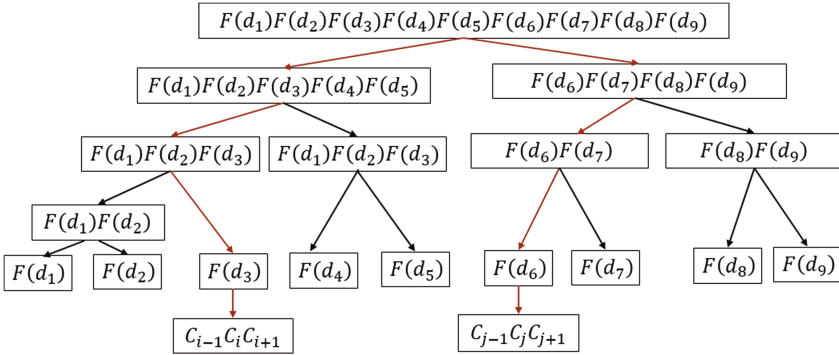 F(d₁)F(d₂)F(d₃)F(d₄)F(d₅)F(d₆)F(d₇)F(d₈)F(d₉)
F(d₁)F(d₂)F(d₃)F(d₄)F(d₅)
F(d₆)F(d₇)F(d₈)F(d₉)
F(d₁)F(d₂)F(d₃)
F(d₁)F(d₂)F(d₃)
F(d₆)F(d₇)
F(d₈)F(d₉)
F(d₁)F(d₂)
F(d₁)
F(d₂)
F(d₃)
F(d₄)
F(d₅)
F(d₆)
F(d₇)
F(d₈)
F(d₉)
Cᵢ₋₁CᵢCᵢ₊₁
Cⱼ₋₁CⱼCⱼ₊₁